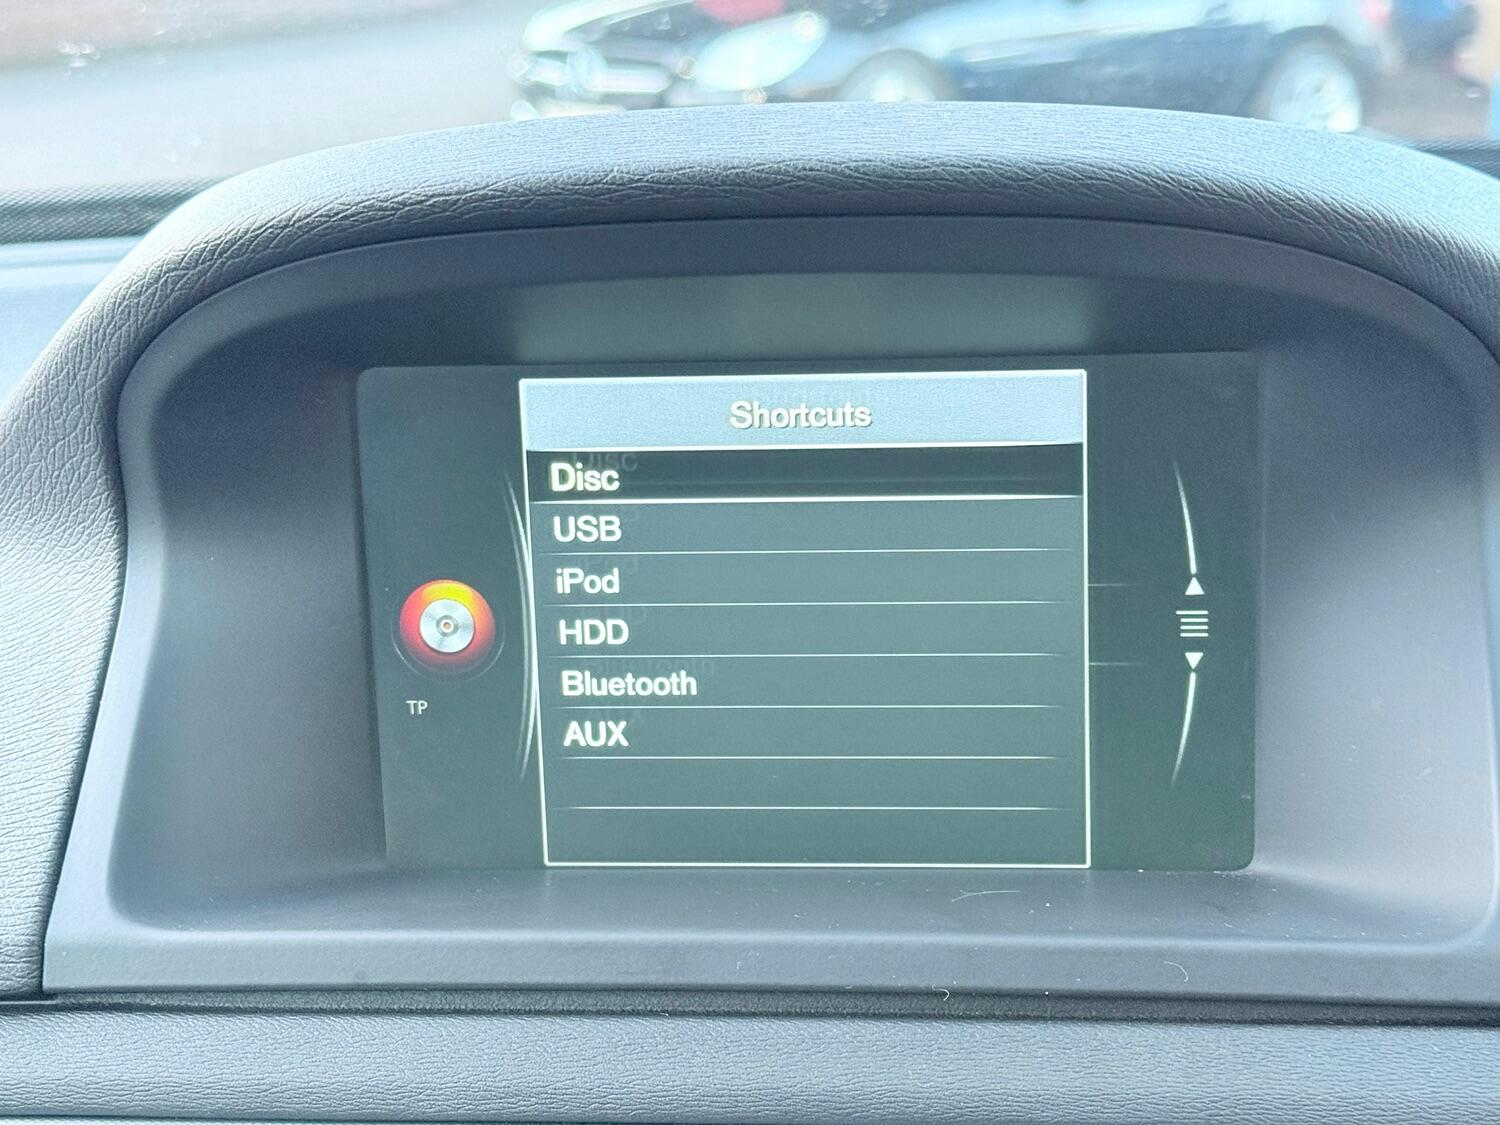 Shortcuts
Disc
USB
iPod
HDD
Bluetooth
AUX
TP